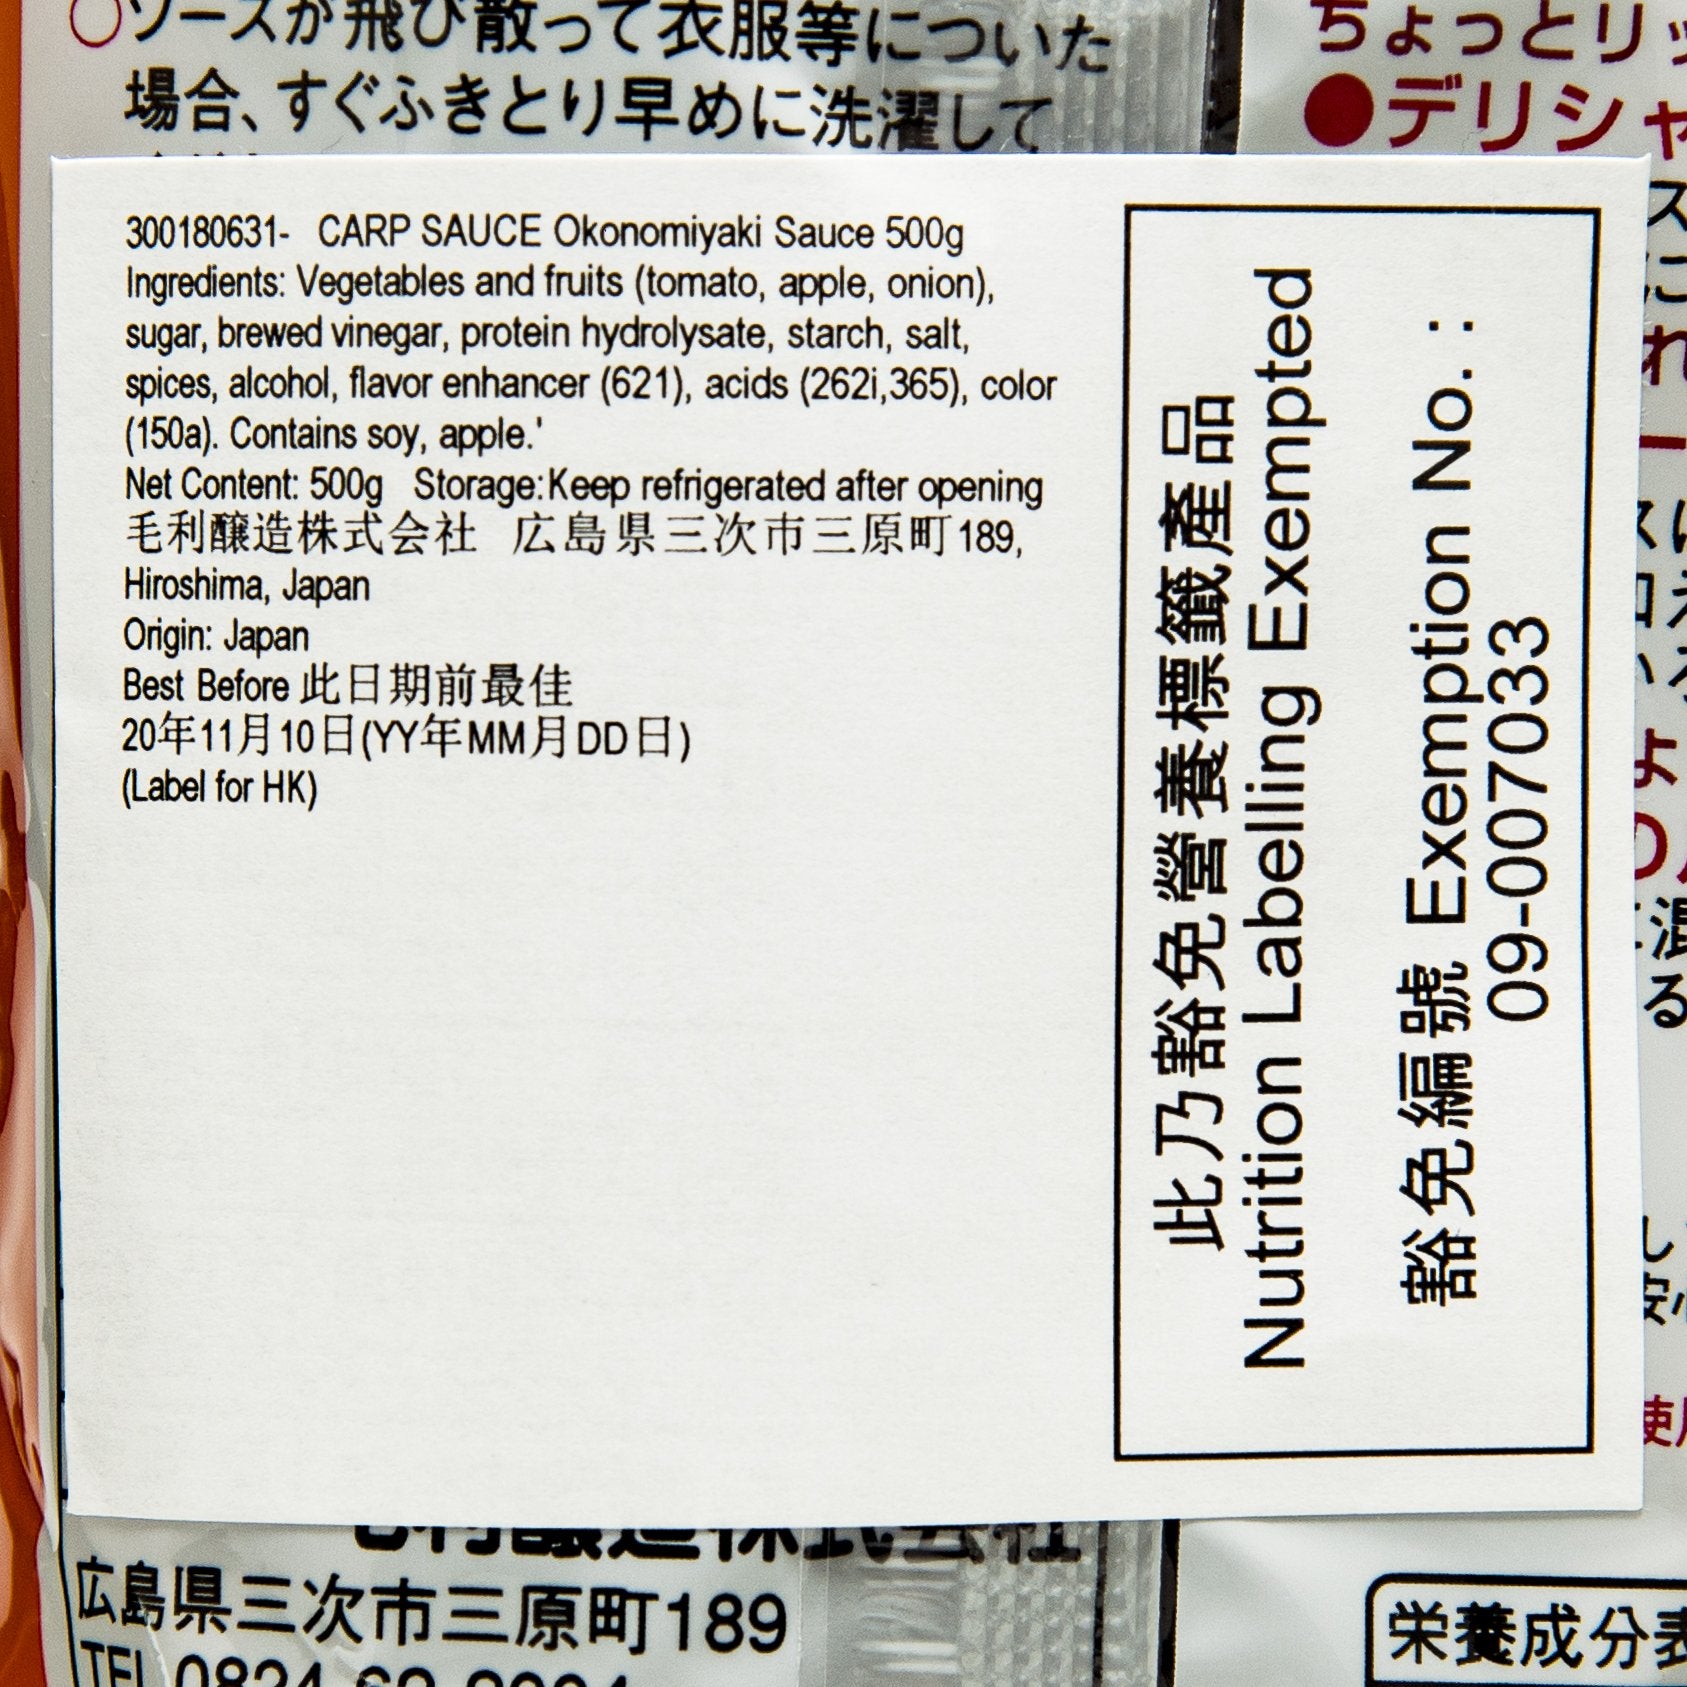 ○ソースが飛び散って衣服等についた
場合、すぐふきとり早めに洗濯して
ちょっとリッ
●デリシャ
300180631- CARP SAUCE Okonomiyaki Sauce 500g
Ingredients: Vegetables and fruits (tomato, apple, onion),
sugar, brewed vinegar, protein hydrolysate, starch, salt,
spices, alcohol, flavor enhancer (621), acids (262i,365), color
(150a). Contains soy, apple.'
Net Content: 500g Storage:Keep refrigerated after opening
毛利醸造株式会社 広島県三次市三原町189,
Hiroshima, Japan
Origin: Japan
Best Before 此日期前最佳
20年11月10日(YY年MM月DD日)
(Label for HK)
此乃豁免營養標籤產品
Nutrition Labelling Exempted
豁免編號 Exemption No. :
09-007033
広島県三次市三原町189
栄養成分表